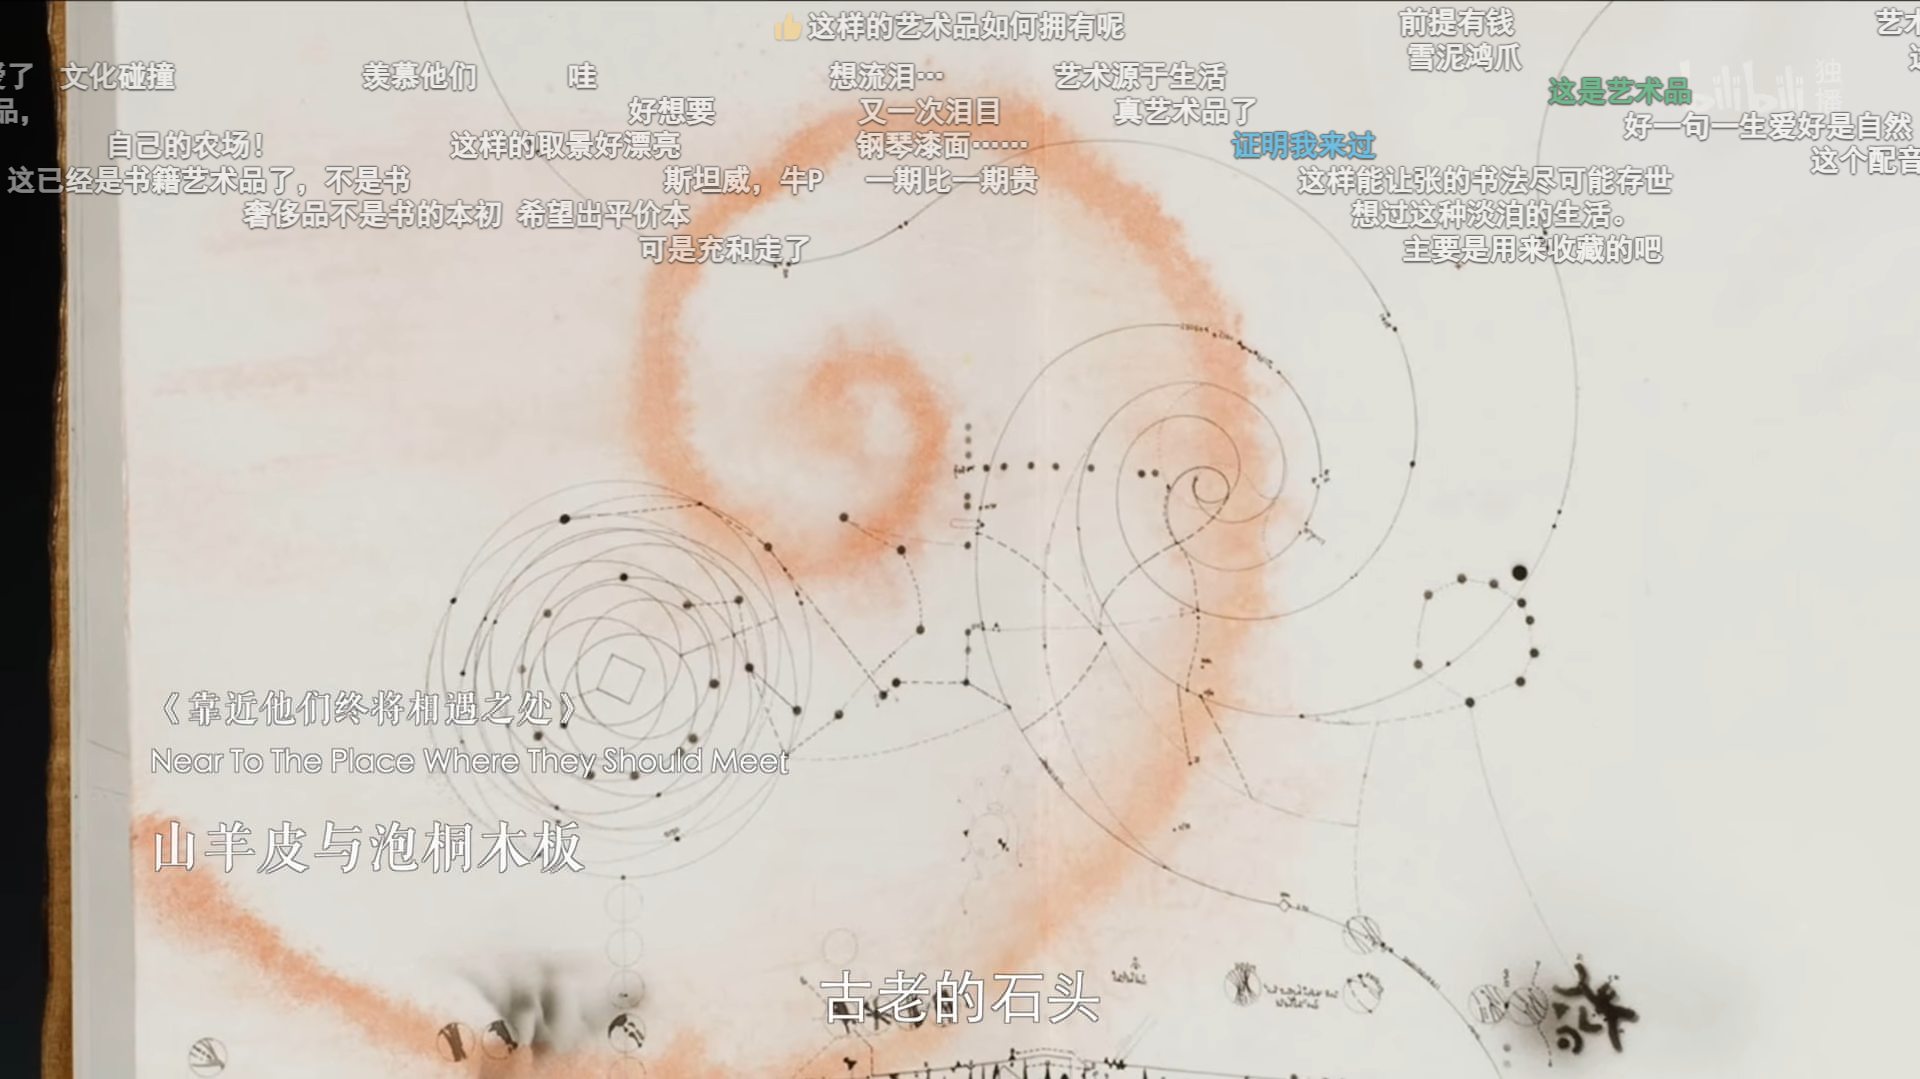 这样的艺术品如何拥有呢
前提有钱
雪泥鸿爪
文化碰撞
羡慕他们
哇
想流泪…
艺术源于生活
这是艺术品
bilibili 独播
好想要
又一次泪目
真艺术品了
好一句一生爱好是自然
自己的农场！
这样的取景好漂亮
钢琴漆面……
证明我来过
这个配音
这已经是书籍艺术品了，不是书
斯坦威，牛P
一期比一期贵
这样能让张的书法尽可能存世
奢侈品不是书的本初
希望出平价本
想过这种淡泊的生活。
可是充和走了
主要是用来收藏的吧
《靠近他们终将相遇之处》
Near To The Place Where They Should Meet
山羊皮与泡桐木板
古老的石头